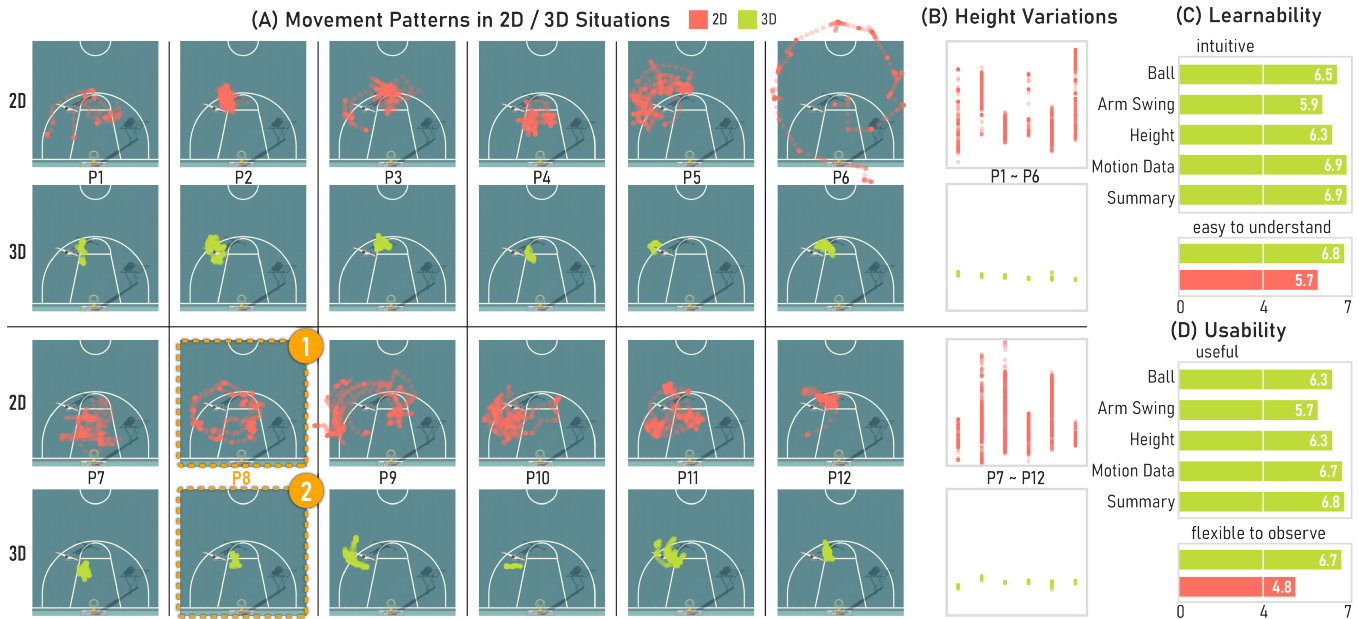 (A) Movement Patterns in 2D / 3D Situations 2D 3D
(B) Height Variations
(C) Learnability
2D
P1 P2 P3 P4 P5 P6
P1 ~ P6
3D
intuitive
Ball 6.5
Arm Swing 5.9
Height 6.3
Motion Data 6.9
Summary 6.9
easy to understand
6.8
5.7
0 4 7
1
2D
P7 P8 P9 P10 P11 P12
P7 ~ P12
2
3D
(D) Usability
useful
Ball 6.3
Arm Swing 5.7
Height 6.3
Motion Data 6.7
Summary 6.8
flexible to observe
6.7
4.8
0 4 7